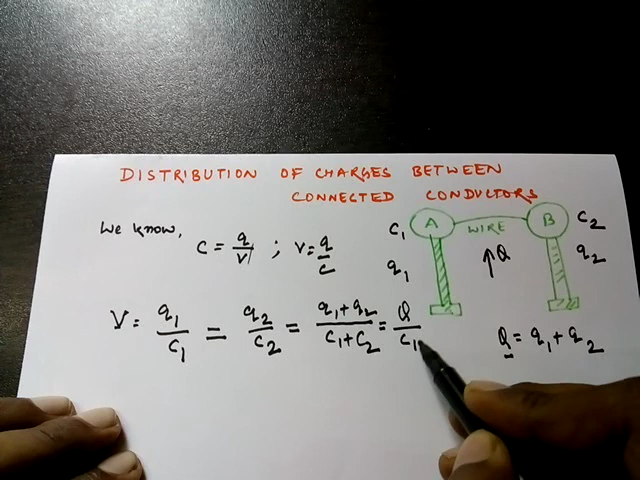 DISTRIBUTION OF CHARGES BETWEEN
CONNECTED CONDUCTORS
We know,
C = q/V ; V = q/C
C₁ A WIRE B C₂
q₁ ↑Q q₂
V = q₁/C₁ = q₂/C₂ = (q₁+q₂)/(C₁+C₂) = Q/C₁
Q = q₁ + q₂